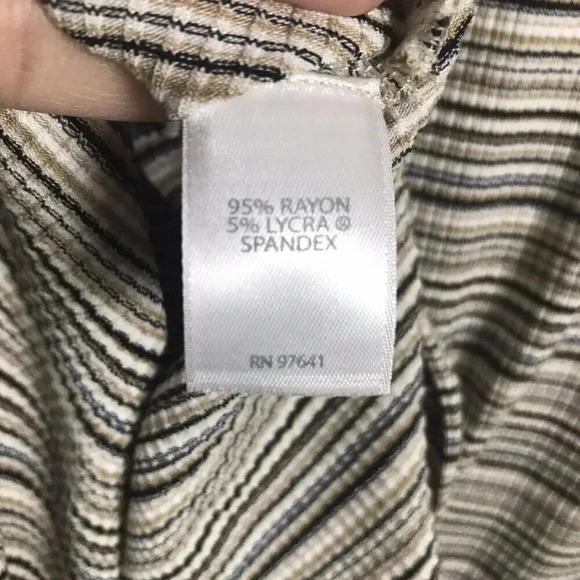 95% RAYON
5% LYCRA ®
SPANDEX
RN 97641